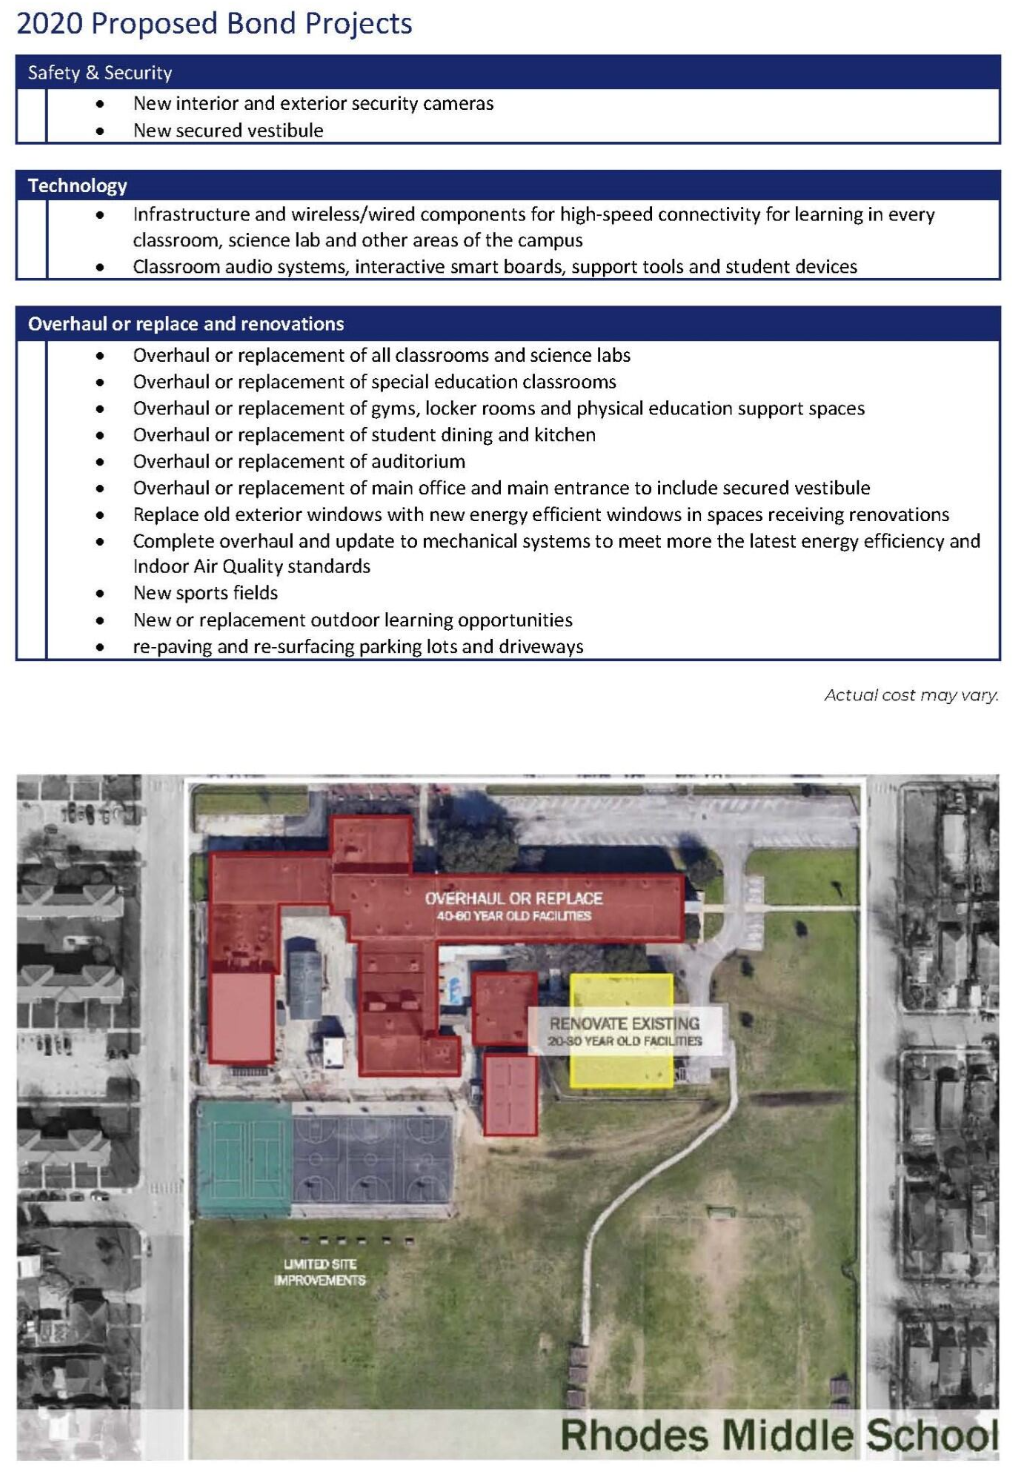 2020 Proposed Bond Projects
Safety & Security
• New interior and exterior security cameras
• New secured vestibule
Technology
• Infrastructure and wireless/wired components for high-speed connectivity for learning in every
classroom, science lab and other areas of the campus
• Classroom audio systems, interactive smart boards, support tools and student devices
Overhaul or replace and renovations
• Overhaul or replacement of all classrooms and science labs
• Overhaul or replacement of special education classrooms
• Overhaul or replacement of gyms, locker rooms and physical education support spaces
• Overhaul or replacement of student dining and kitchen
• Overhaul or replacement of auditorium
• Overhaul or replacement of main office and main entrance to include secured vestibule
• Replace old exterior windows with new energy efficient windows in spaces receiving renovations
• Complete overhaul and update to mechanical systems to meet more the latest energy efficiency and
Indoor Air Quality standards
• New sports fields
• New or replacement outdoor learning opportunities
• re-paving and re-surfacing parking lots and driveways
Actual cost may vary.
OVERHAUL OR REPLACE
40-60 YEAR OLD FACILITIES
RENOVATE EXISTING
20-30 YEAR OLD FACILITIES
LIMITED SITE
IMPROVEMENTS
Rhodes Middle School